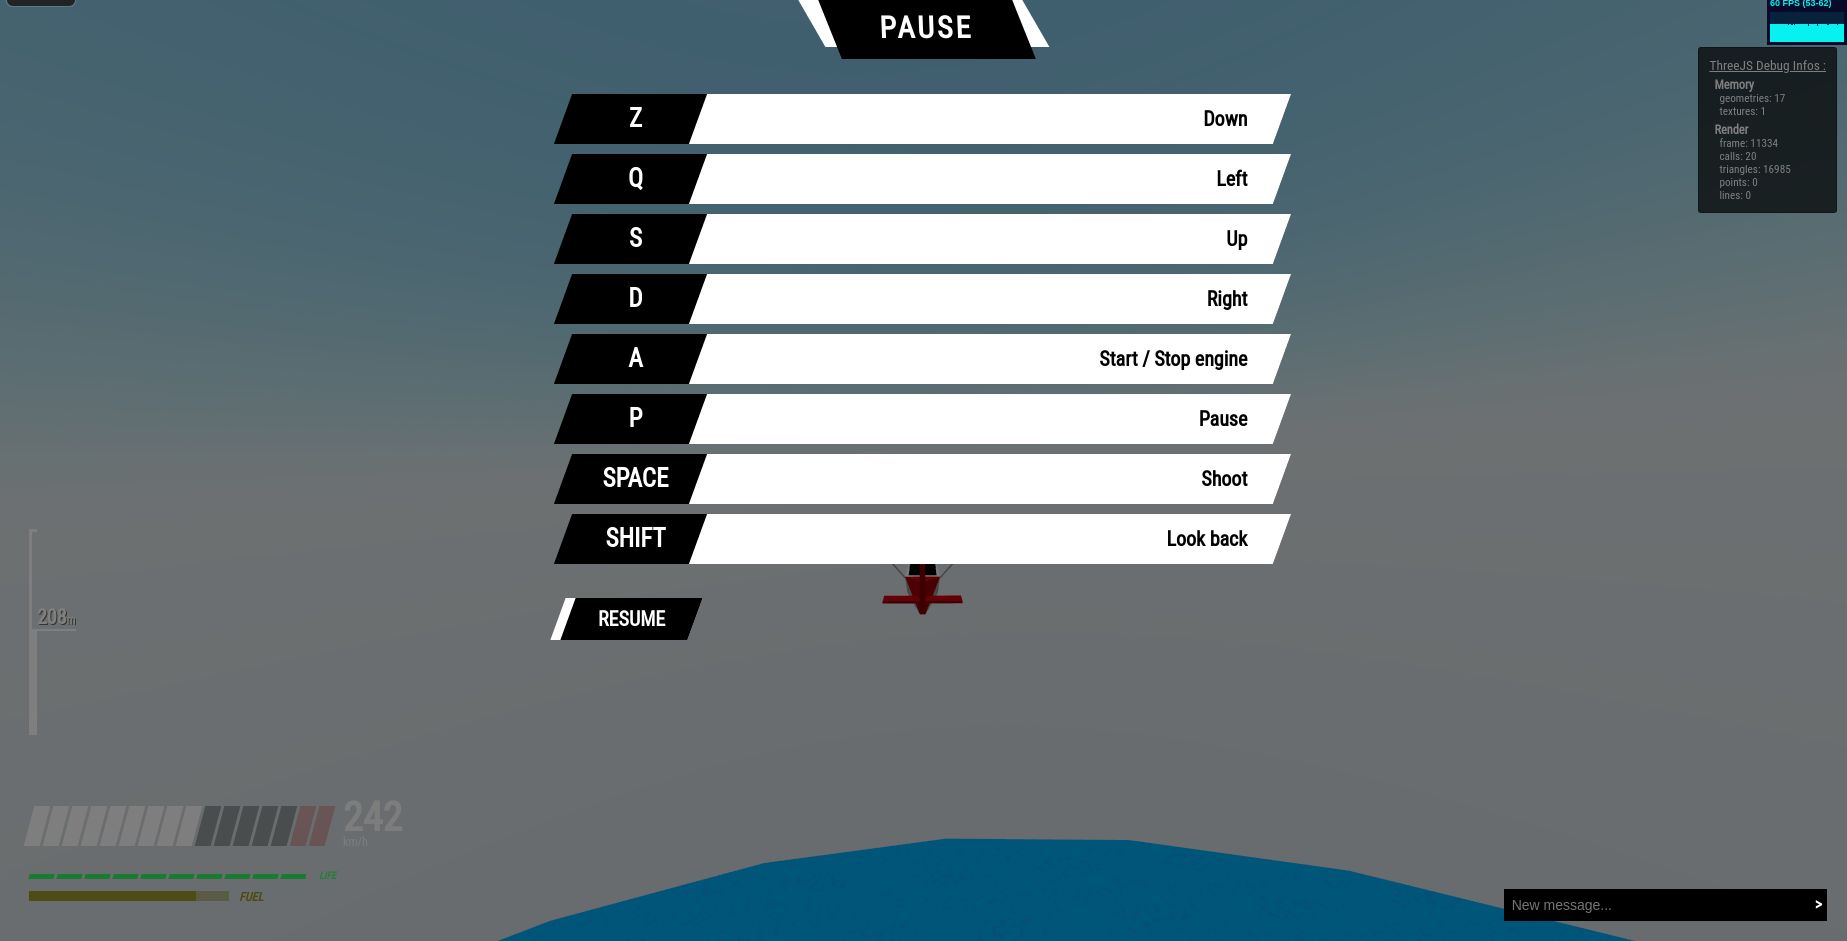 PAUSE
60 FPS (53-62)
ThreeJS Debug Infos :
Memory
geometries: 17
textures: 1
Render
frame: 11334
calls: 20
triangles: 16985
points: 0
lines: 0
Z Down
Q Left
S Up
D Right
A Start / Stop engine
P Pause
SPACE Shoot
SHIFT Look back
RESUME
208m
242
km/h
LIFE
FUEL
New message... >